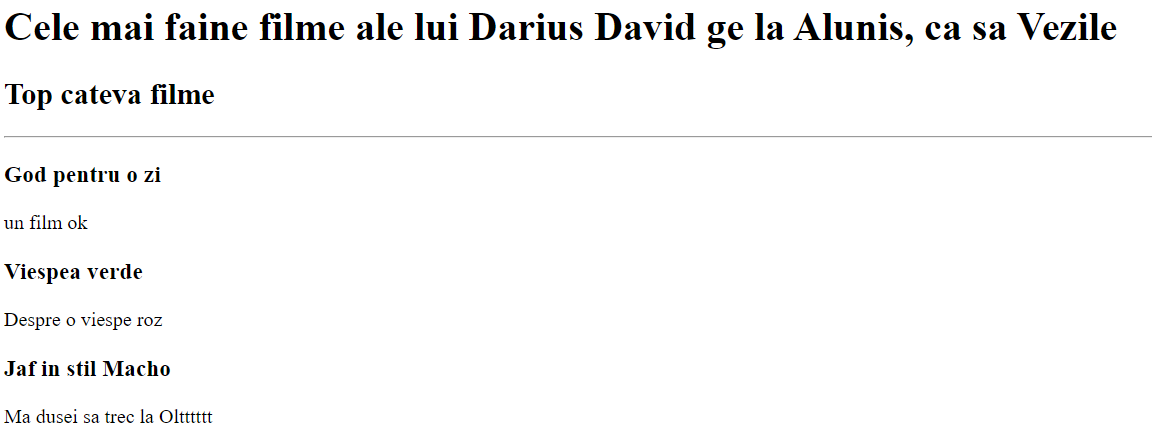 Cele mai faine filme ale lui Darius David ge la Alunis, ca sa Vezile
Top cateva filme
God pentru o zi
un film ok
Viespea verde
Despre o viespe roz
Jaf in stil Macho
Ma dusei sa trec la Oltttttt